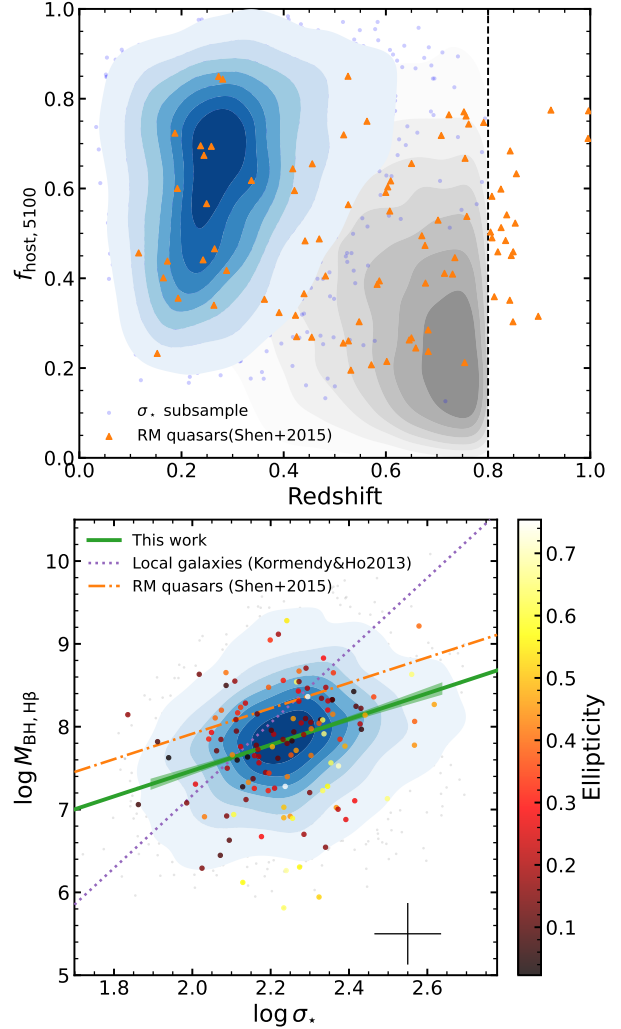 1.0
0.8
0.6
0.4
0.2
0.0
f_host, 5100
σ⋆ subsample
RM quasars(Shen+2015)
0.0 0.2 0.4 0.6 0.8 1.0
Redshift
This work
Local galaxies (Kormendy&Ho2013)
RM quasars (Shen+2015)
10
9
8
7
6
5
log M_BH, Hβ
1.8 2.0 2.2 2.4 2.6
log σ⋆
0.7
0.6
0.5
0.4
0.3
0.2
0.1
Ellipticity